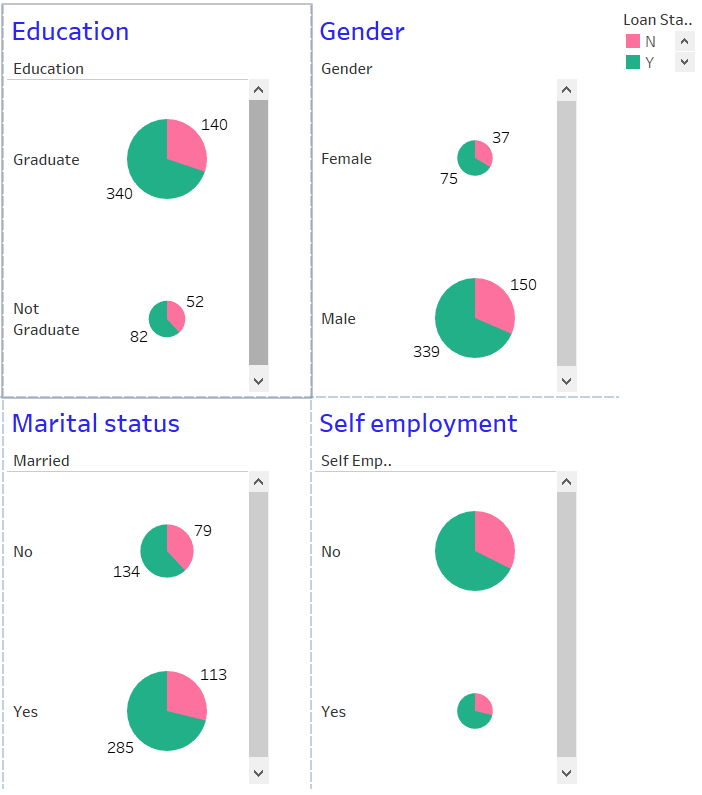 Education
Education
Graduate
140
340
Not
Graduate
52
82
Gender
Gender
Female
37
75
Male
150
339
Loan Sta..
N
Y
Marital status
Married
No
79
134
Yes
113
285
Self employment
Self Emp..
No
Yes